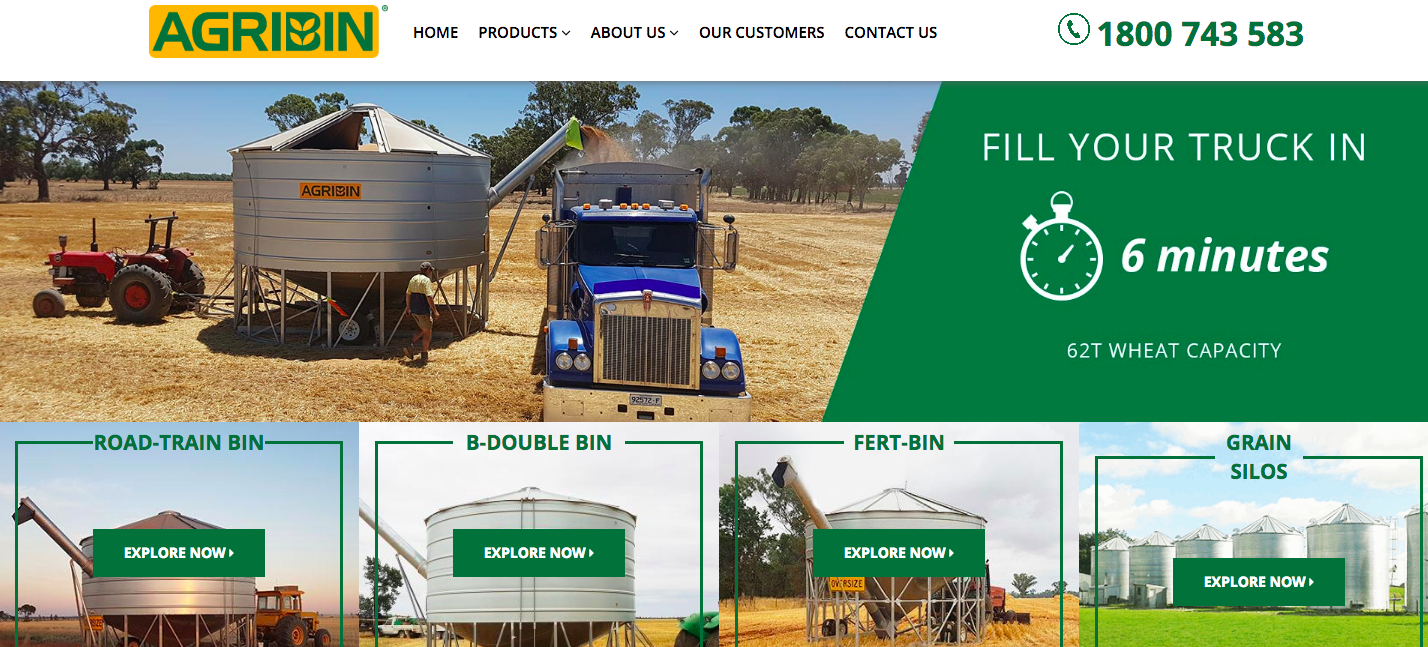 AGRIBIN®
HOME PRODUCTS ABOUT US OUR CUSTOMERS CONTACT US
1800 743 583
AGRIBIN
FILL YOUR TRUCK IN
6 minutes
62T WHEAT CAPACITY
92572-F
ROAD-TRAIN BIN
B-DOUBLE BIN
FERT-BIN
GRAIN
SILOS
EXPLORE NOW
EXPLORE NOW
EXPLORE NOW
EXPLORE NOW
OVERSIZE